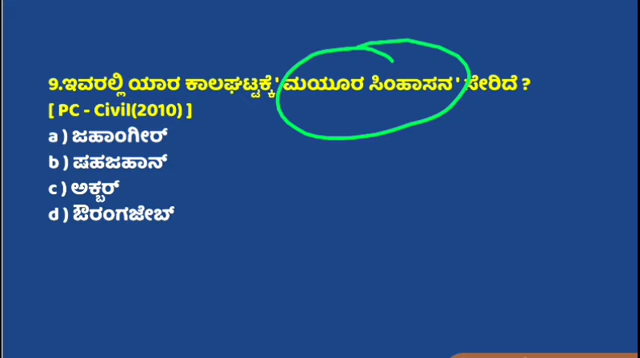 9.ಇವರಲ್ಲಿ ಯಾರ ಕಾಲಘಟ್ಟಕ್ಕೆ ' ಮಯೂರ ಸಿಂಹಾಸನ ' ಸೇರಿದೆ ?
[ PC - Civil(2010) ]
a ) ಜಹಾಂಗೀರ್
b ) ಷಹಜಹಾನ್
c ) ಅಕ್ಬರ್
d ) ಔರಂಗಜೇಬ್